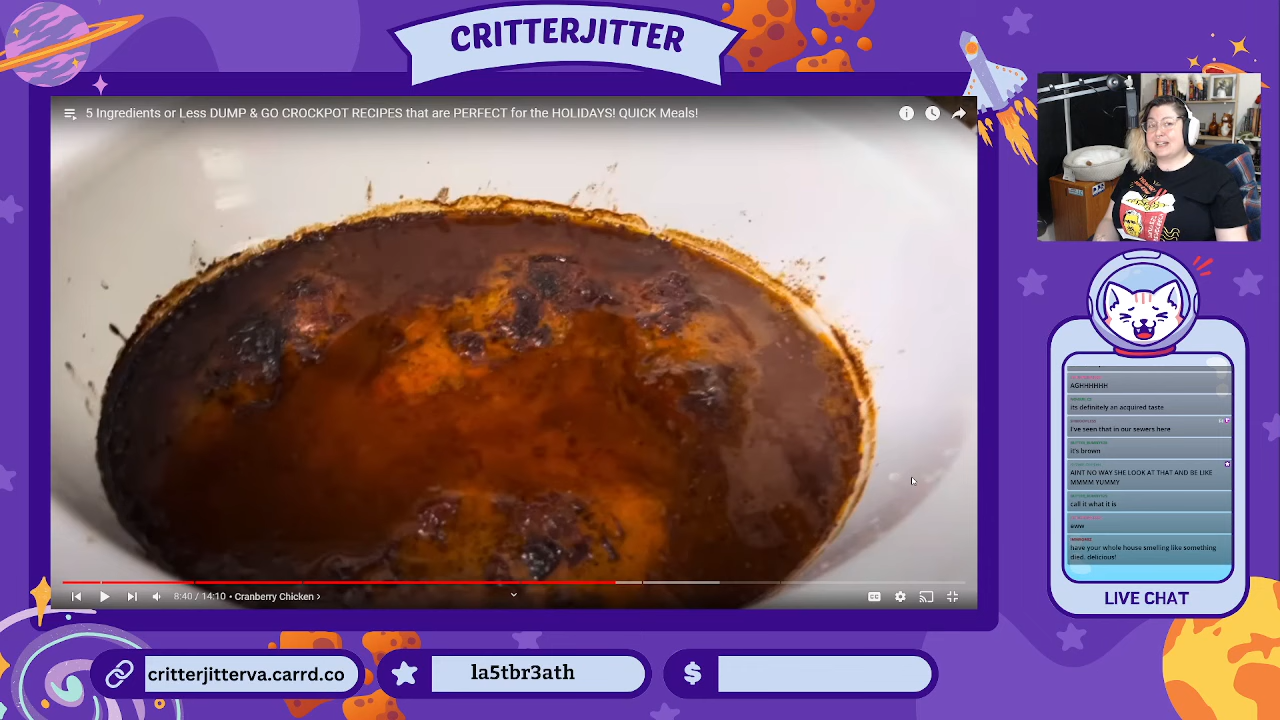 CRITTERJITTER
5 Ingredients or Less DUMP & GO CROCKPOT RECIPES that are PERFECT for the HOLIDAYS! QUICK Meals!
8:40 / 14:10 • Cranberry Chicken ›
CC
AGHHHHHH
its definitely an acquired taste
I've seen that in our sewers here
it's brown
AINT NO WAY SHE LOOK AT THAT AND BE LIKE
MMMM YUMMY
call it what it is
eww
have your whole house smelling like something
died, delicious!
LIVE CHAT
critterjitterva.carrd.co
la5tbr3ath
$